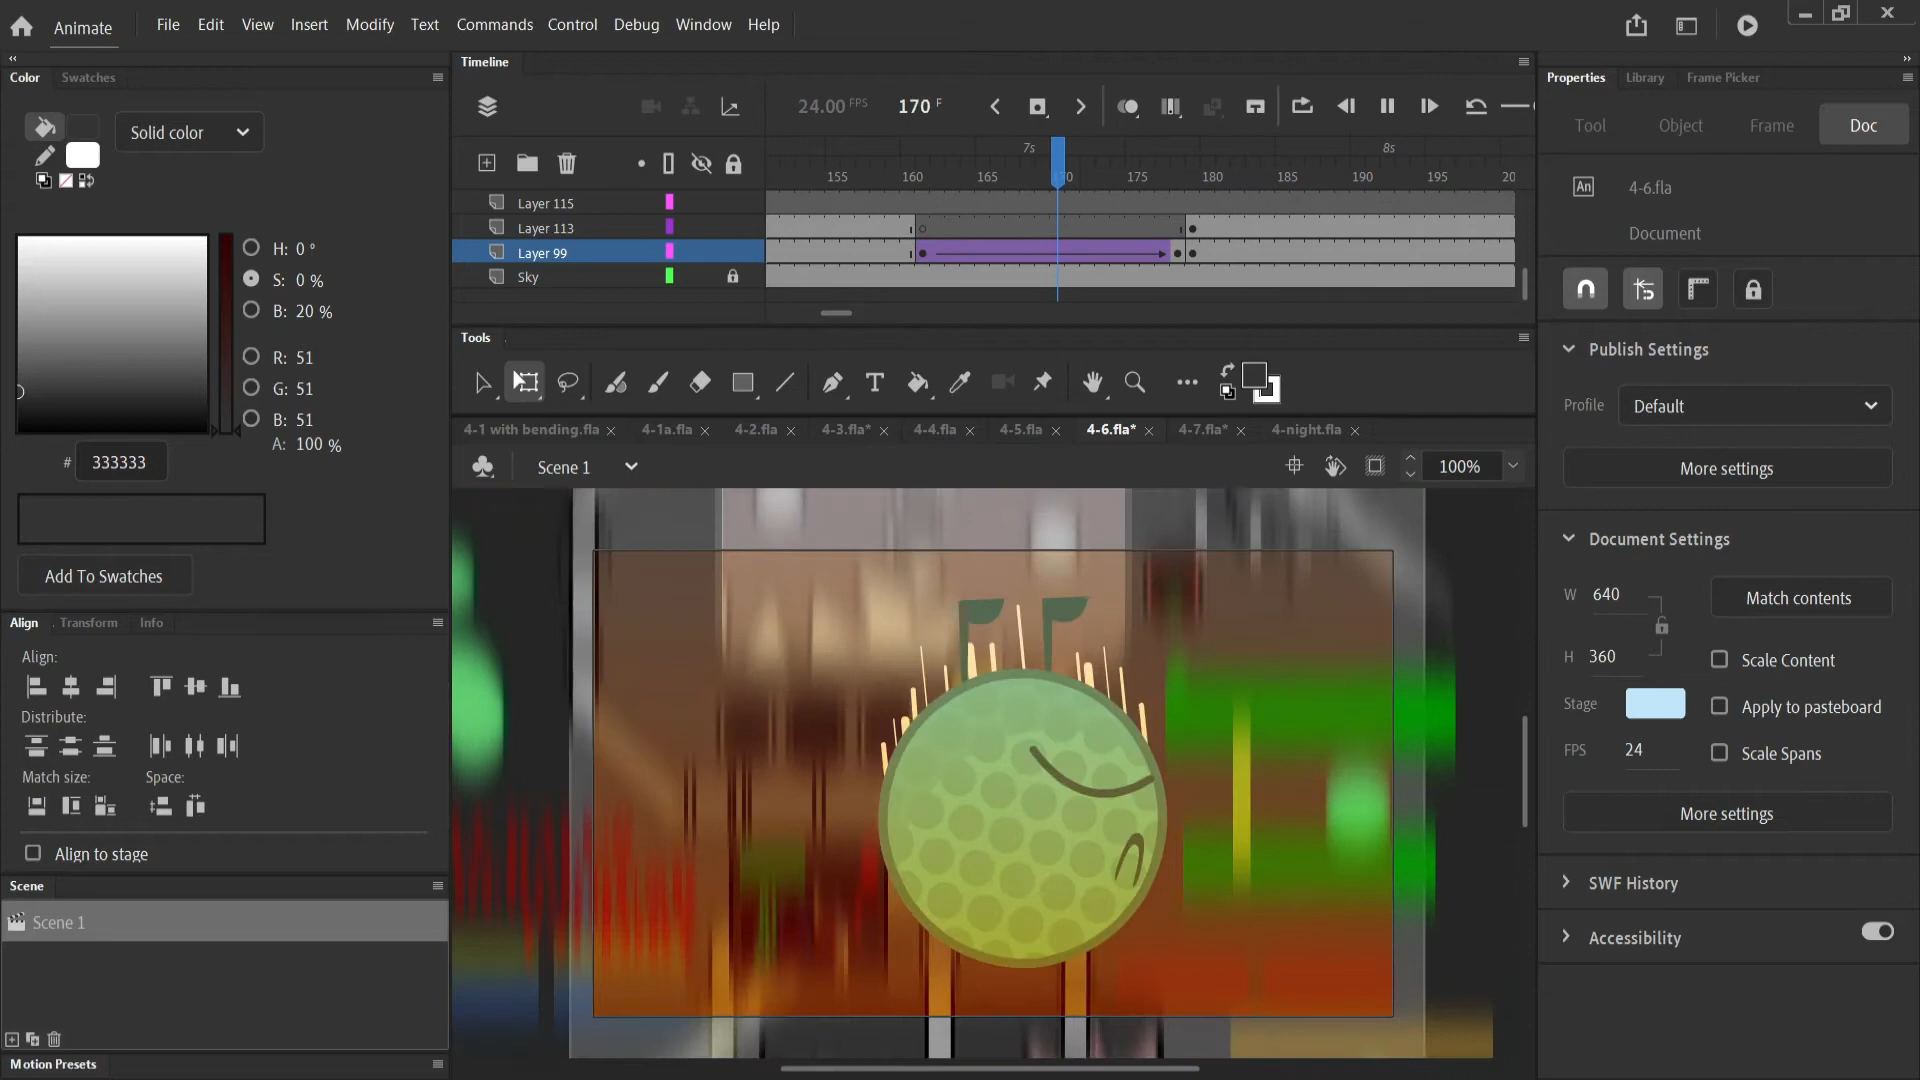 Animate File Edit View Insert Modify Text Commands Control Debug Window Help
Color Swatches
Solid color
H: 0 °
S: 0 %
B: 20 %
R: 51
G: 51
B: 51
A: 100 %
# 333333
Add To Swatches
Align Transform Info
Align:
Distribute:
Match size: Space:
Align to stage
Scene
Scene 1
Motion Presets
Timeline
24.00 FPS 170 F
7s 8s
155 160 165 170 175 180 185 190 195 20
Layer 115
Layer 113
Layer 99
Sky
Tools
4-1 with bending.fla 4-1a.fla 4-2.fla 4-3.fla* 4-4.fla 4-5.fla 4-6.fla* 4-7.fla* 4-night.fla
Scene 1 100%
Properties Library Frame Picker
Tool Object Frame Doc
An 4-6.fla
Document
Publish Settings
Profile Default
More settings
Document Settings
W 640 Match contents
H 360 Scale Content
Stage Apply to pasteboard
FPS 24 Scale Spans
More settings
SWF History
Accessibility